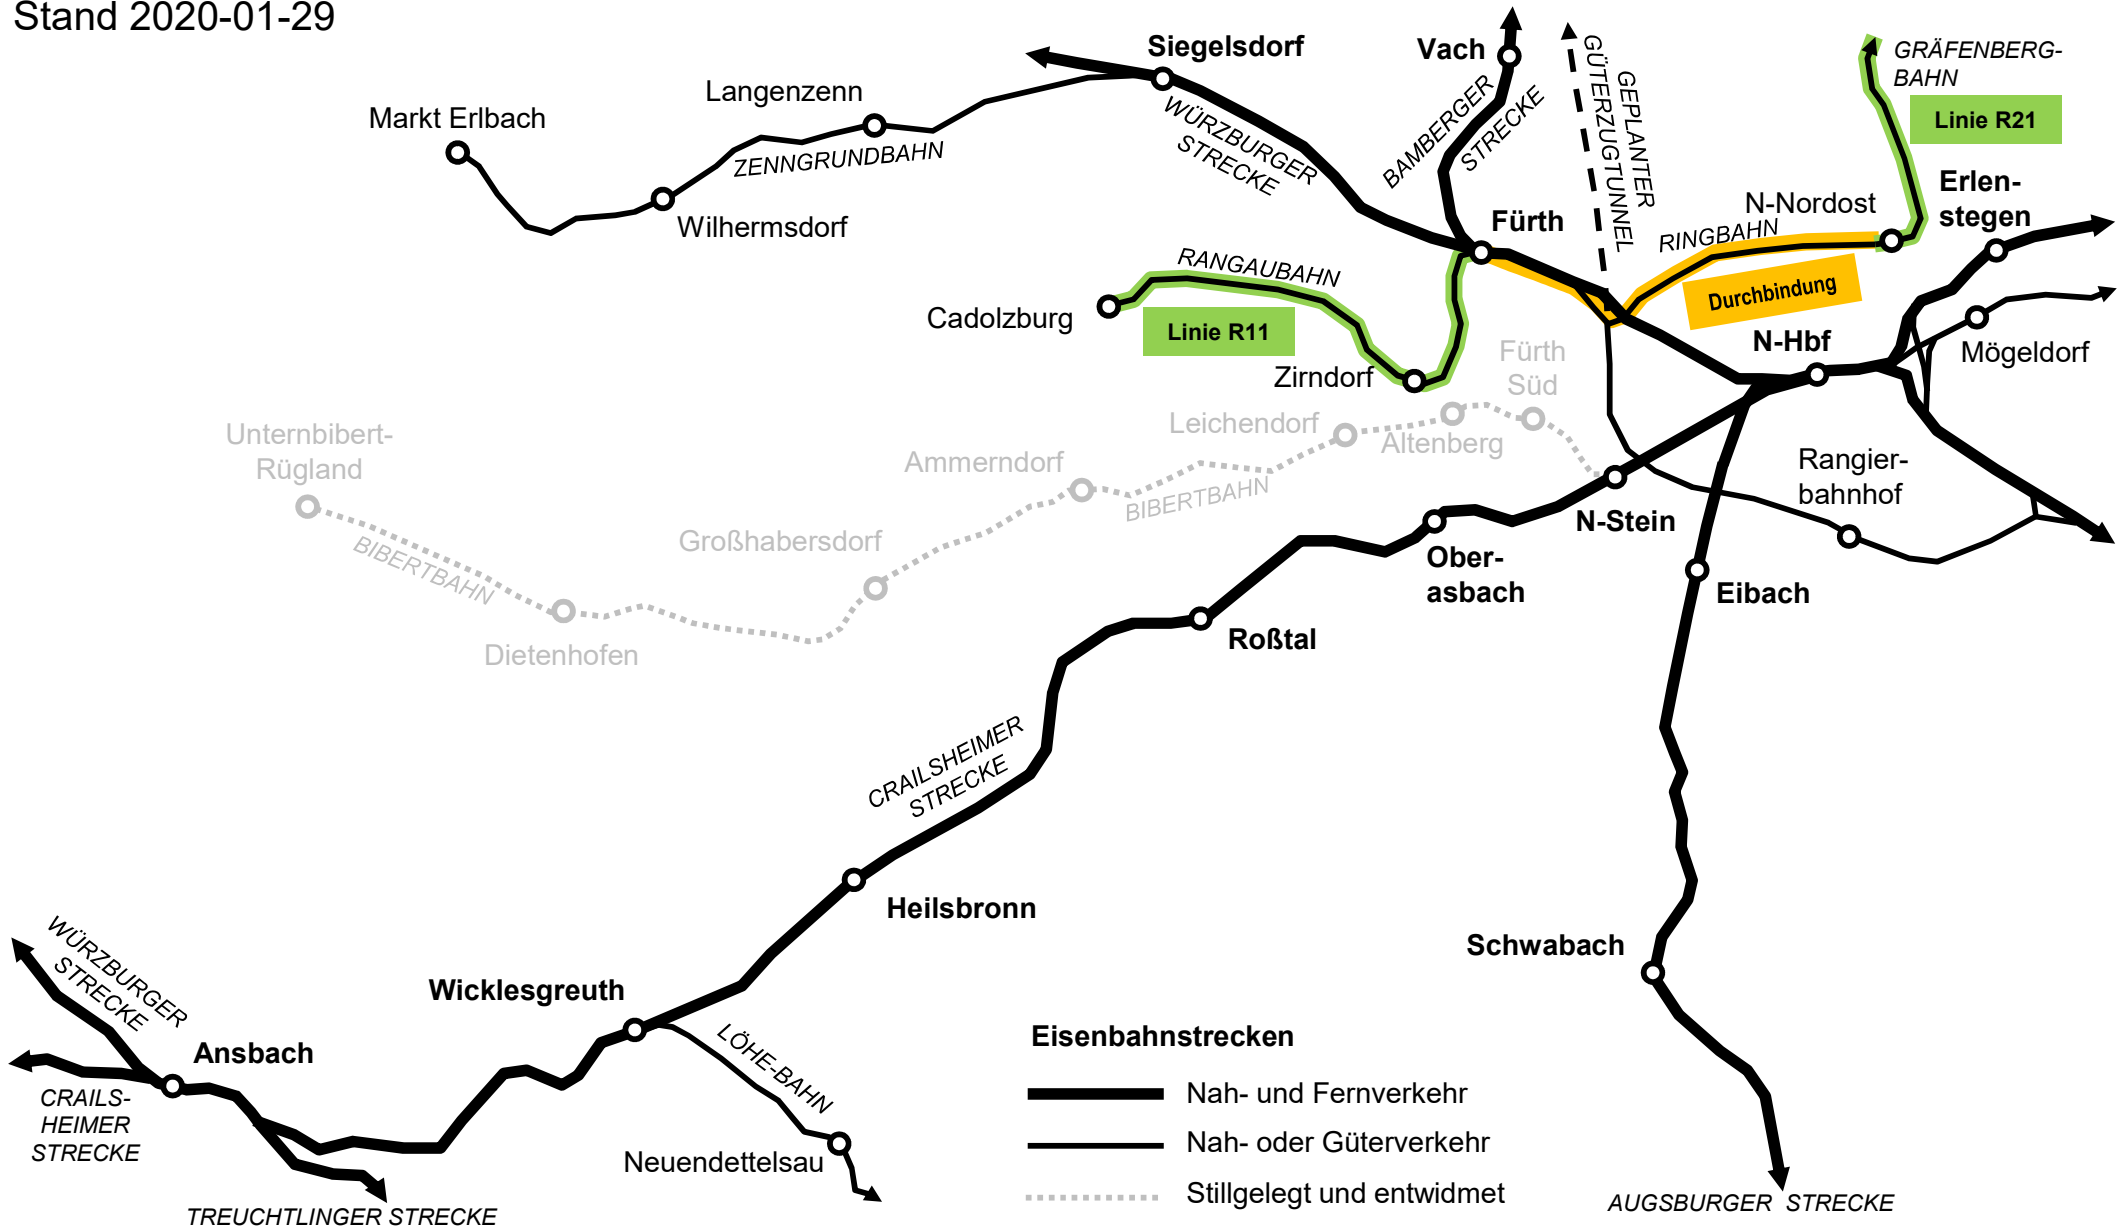 Stand 2020-01-29
Siegelsdorf
Vach
GEPLANTER
GÜTERZUGTUNNEL
GRÄFENBERG-
BAHN
Linie R21
Langenzenn
Markt Erlbach
ZENNGRUNDBAHN
WÜRZBURGER
STRECKE
BAMBERGER
STRECKE
Wilhermsdorf
Fürth
N-Nordost
RINGBAHN
Erlen-
stegen
RANGAUBAHN
Cadolzburg
Linie R11
Durchbindung
N-Hbf
Mögeldorf
Zirndorf
Fürth
Süd
Leichendorf
Altenberg
Unternbibert-
Rügland
Ammerndorf
BIBERTBAHN
Rangier-
bahnhof
N-Stein
Großhabersdorf
BIBERTBAHN
Ober-
asbach
Eibach
Dietenhofen
Roßtal
CRAILSHEIMER
STRECKE
Heilsbronn
Schwabach
WÜRZBURGER
STRECKE
Wicklesgreuth
Ansbach
LÖHE-BAHN
CRAILS-
HEIMER
STRECKE
Neuendettelsau
TREUCHTLINGER STRECKE
Eisenbahnstrecken
Nah- und Fernverkehr
Nah- oder Güterverkehr
Stillgelegt und entwidmet
AUGSBURGER STRECKE